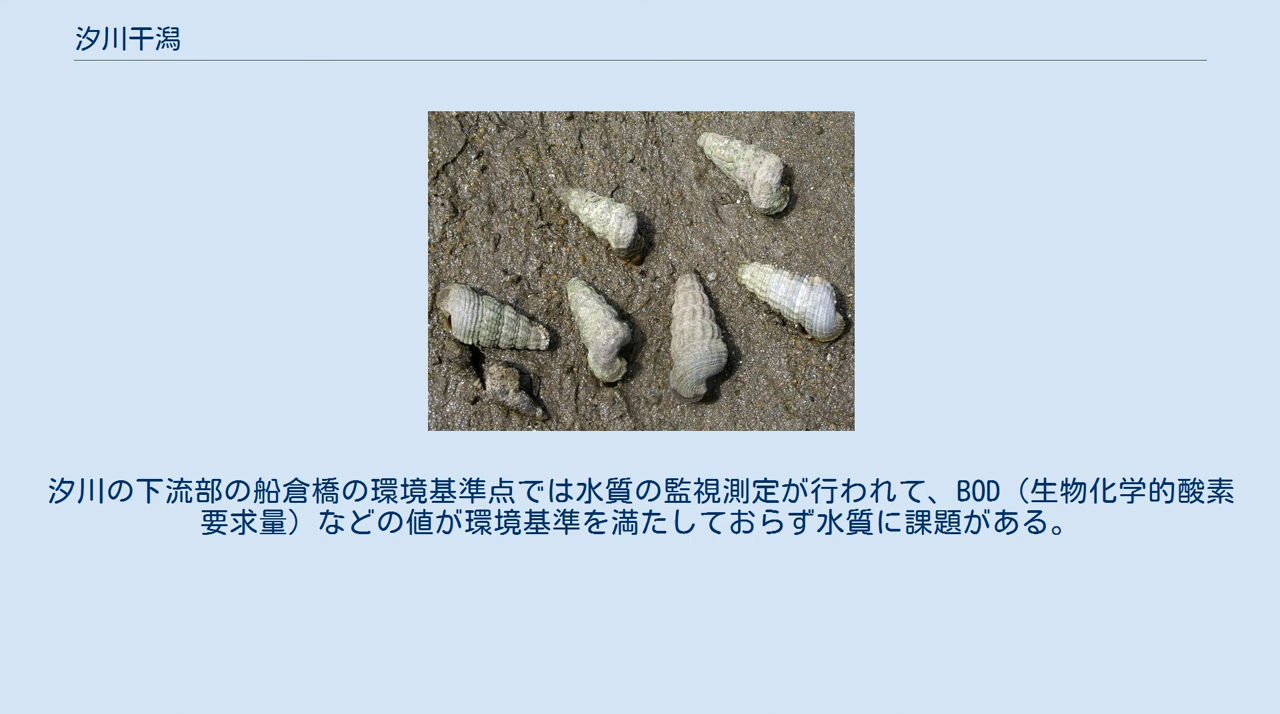 汐川干潟
汐川の下流部の船倉橋の環境基準点では水質の監視測定が行われて、BOD（生物化学的酸素
要求量）などの値が環境基準を満たしておらず水質に課題がある。